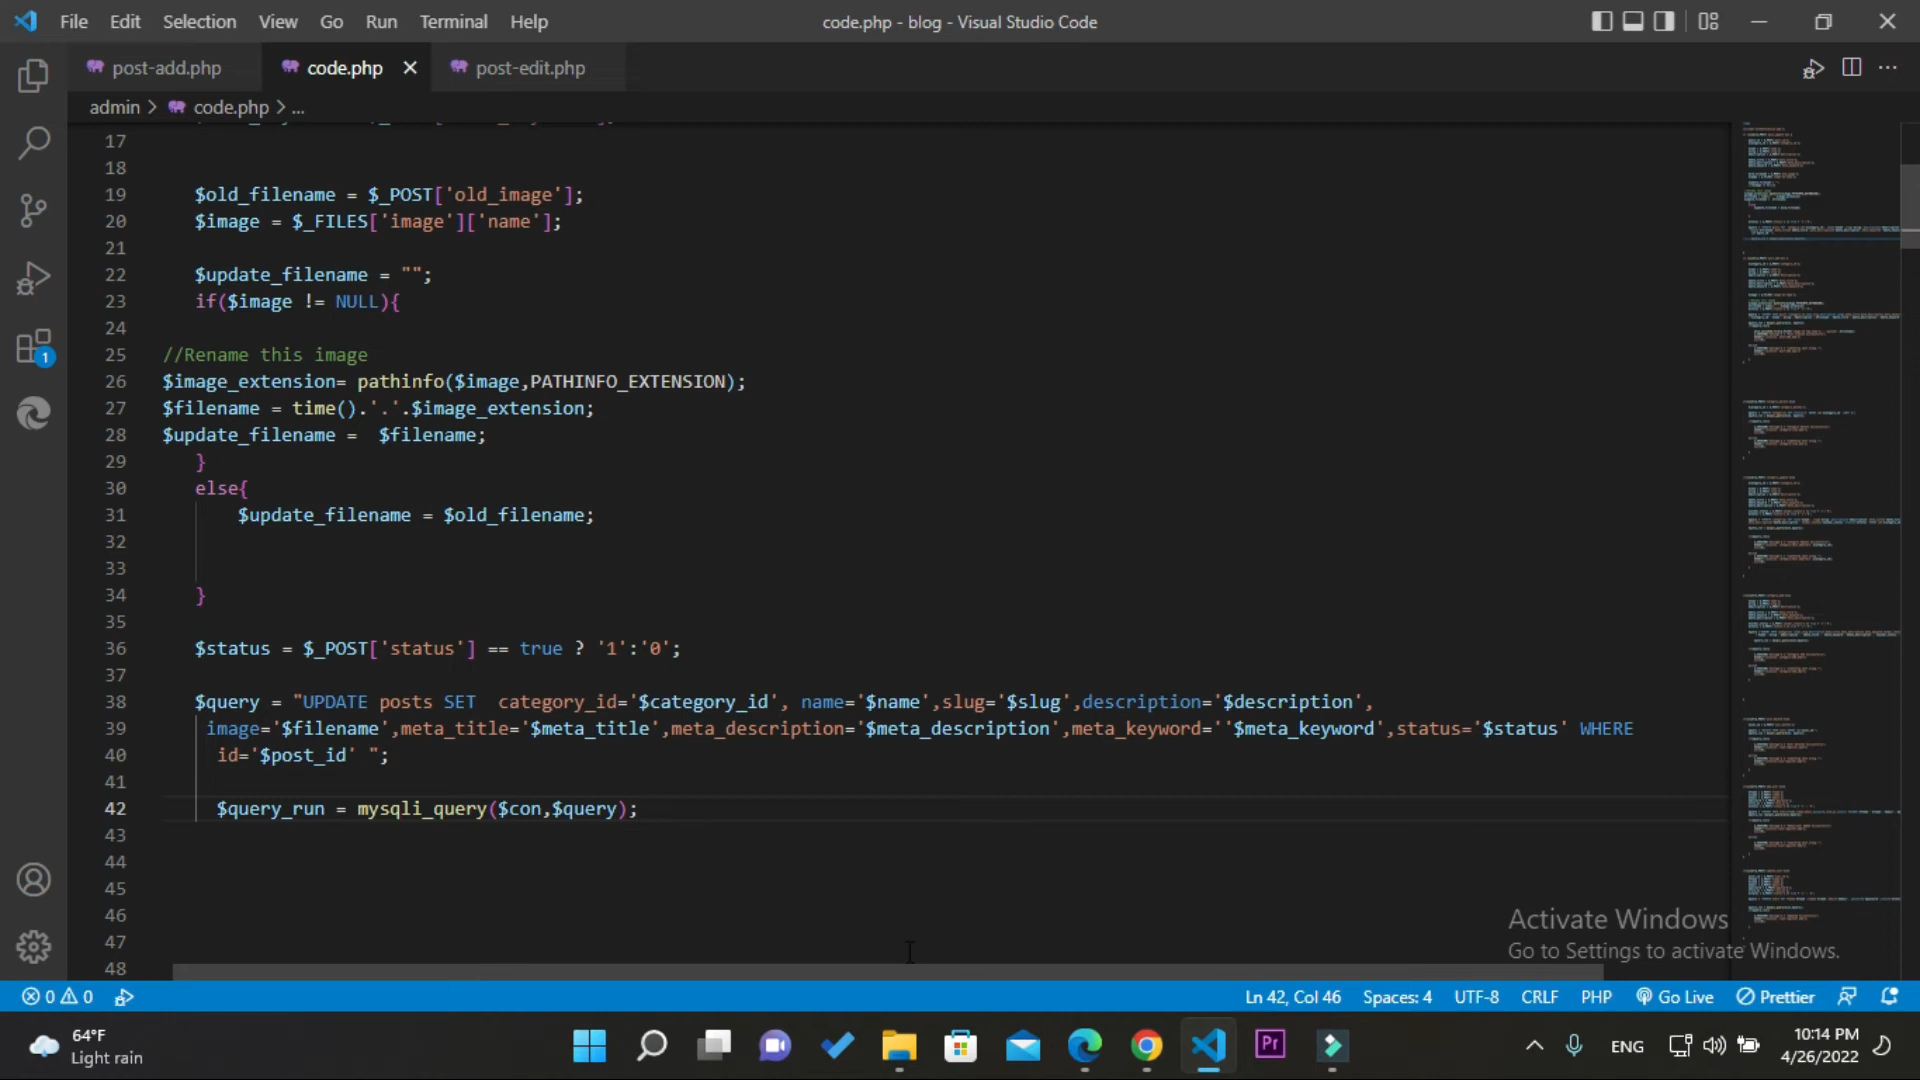 File Edit Selection View Go Run Terminal Help code.php - blog - Visual Studio Code
post-add.php code.php post-edit.php
admin > code.php > ...
17
18
19 $old_filename = $_POST['old_image'];
20 $image = $_FILES['image']['name'];
21
22 $update_filename = "";
23 if($image != NULL){
24
25 //Rename this image
26 $image_extension= pathinfo($image,PATHINFO_EXTENSION);
27 $filename = time().'.'.$image_extension;
28 $update_filename =  $filename;
29 }
30 else{
31 $update_filename = $old_filename;
32
33
34 }
35
36 $status = $_POST['status'] == true ? '1':'0';
37
38 $query = "UPDATE posts SET  category_id='$category_id', name='$name',slug='$slug',description='$description',
39 image='$filename',meta_title='$meta_title',meta_description='$meta_description',meta_keyword=''$meta_keyword',status='$status' WHERE
40 id='$post_id' ";
41
42 $query_run = mysqli_query($con,$query);
43
44
45
46
47
48
1
Activate Windows
Go to Settings to activate Windows.
0 0 Ln 42, Col 46 Spaces: 4 UTF-8 CRLF PHP Go Live Prettier
64°F
Light rain
Pr
ENG
10:14 PM
4/26/2022